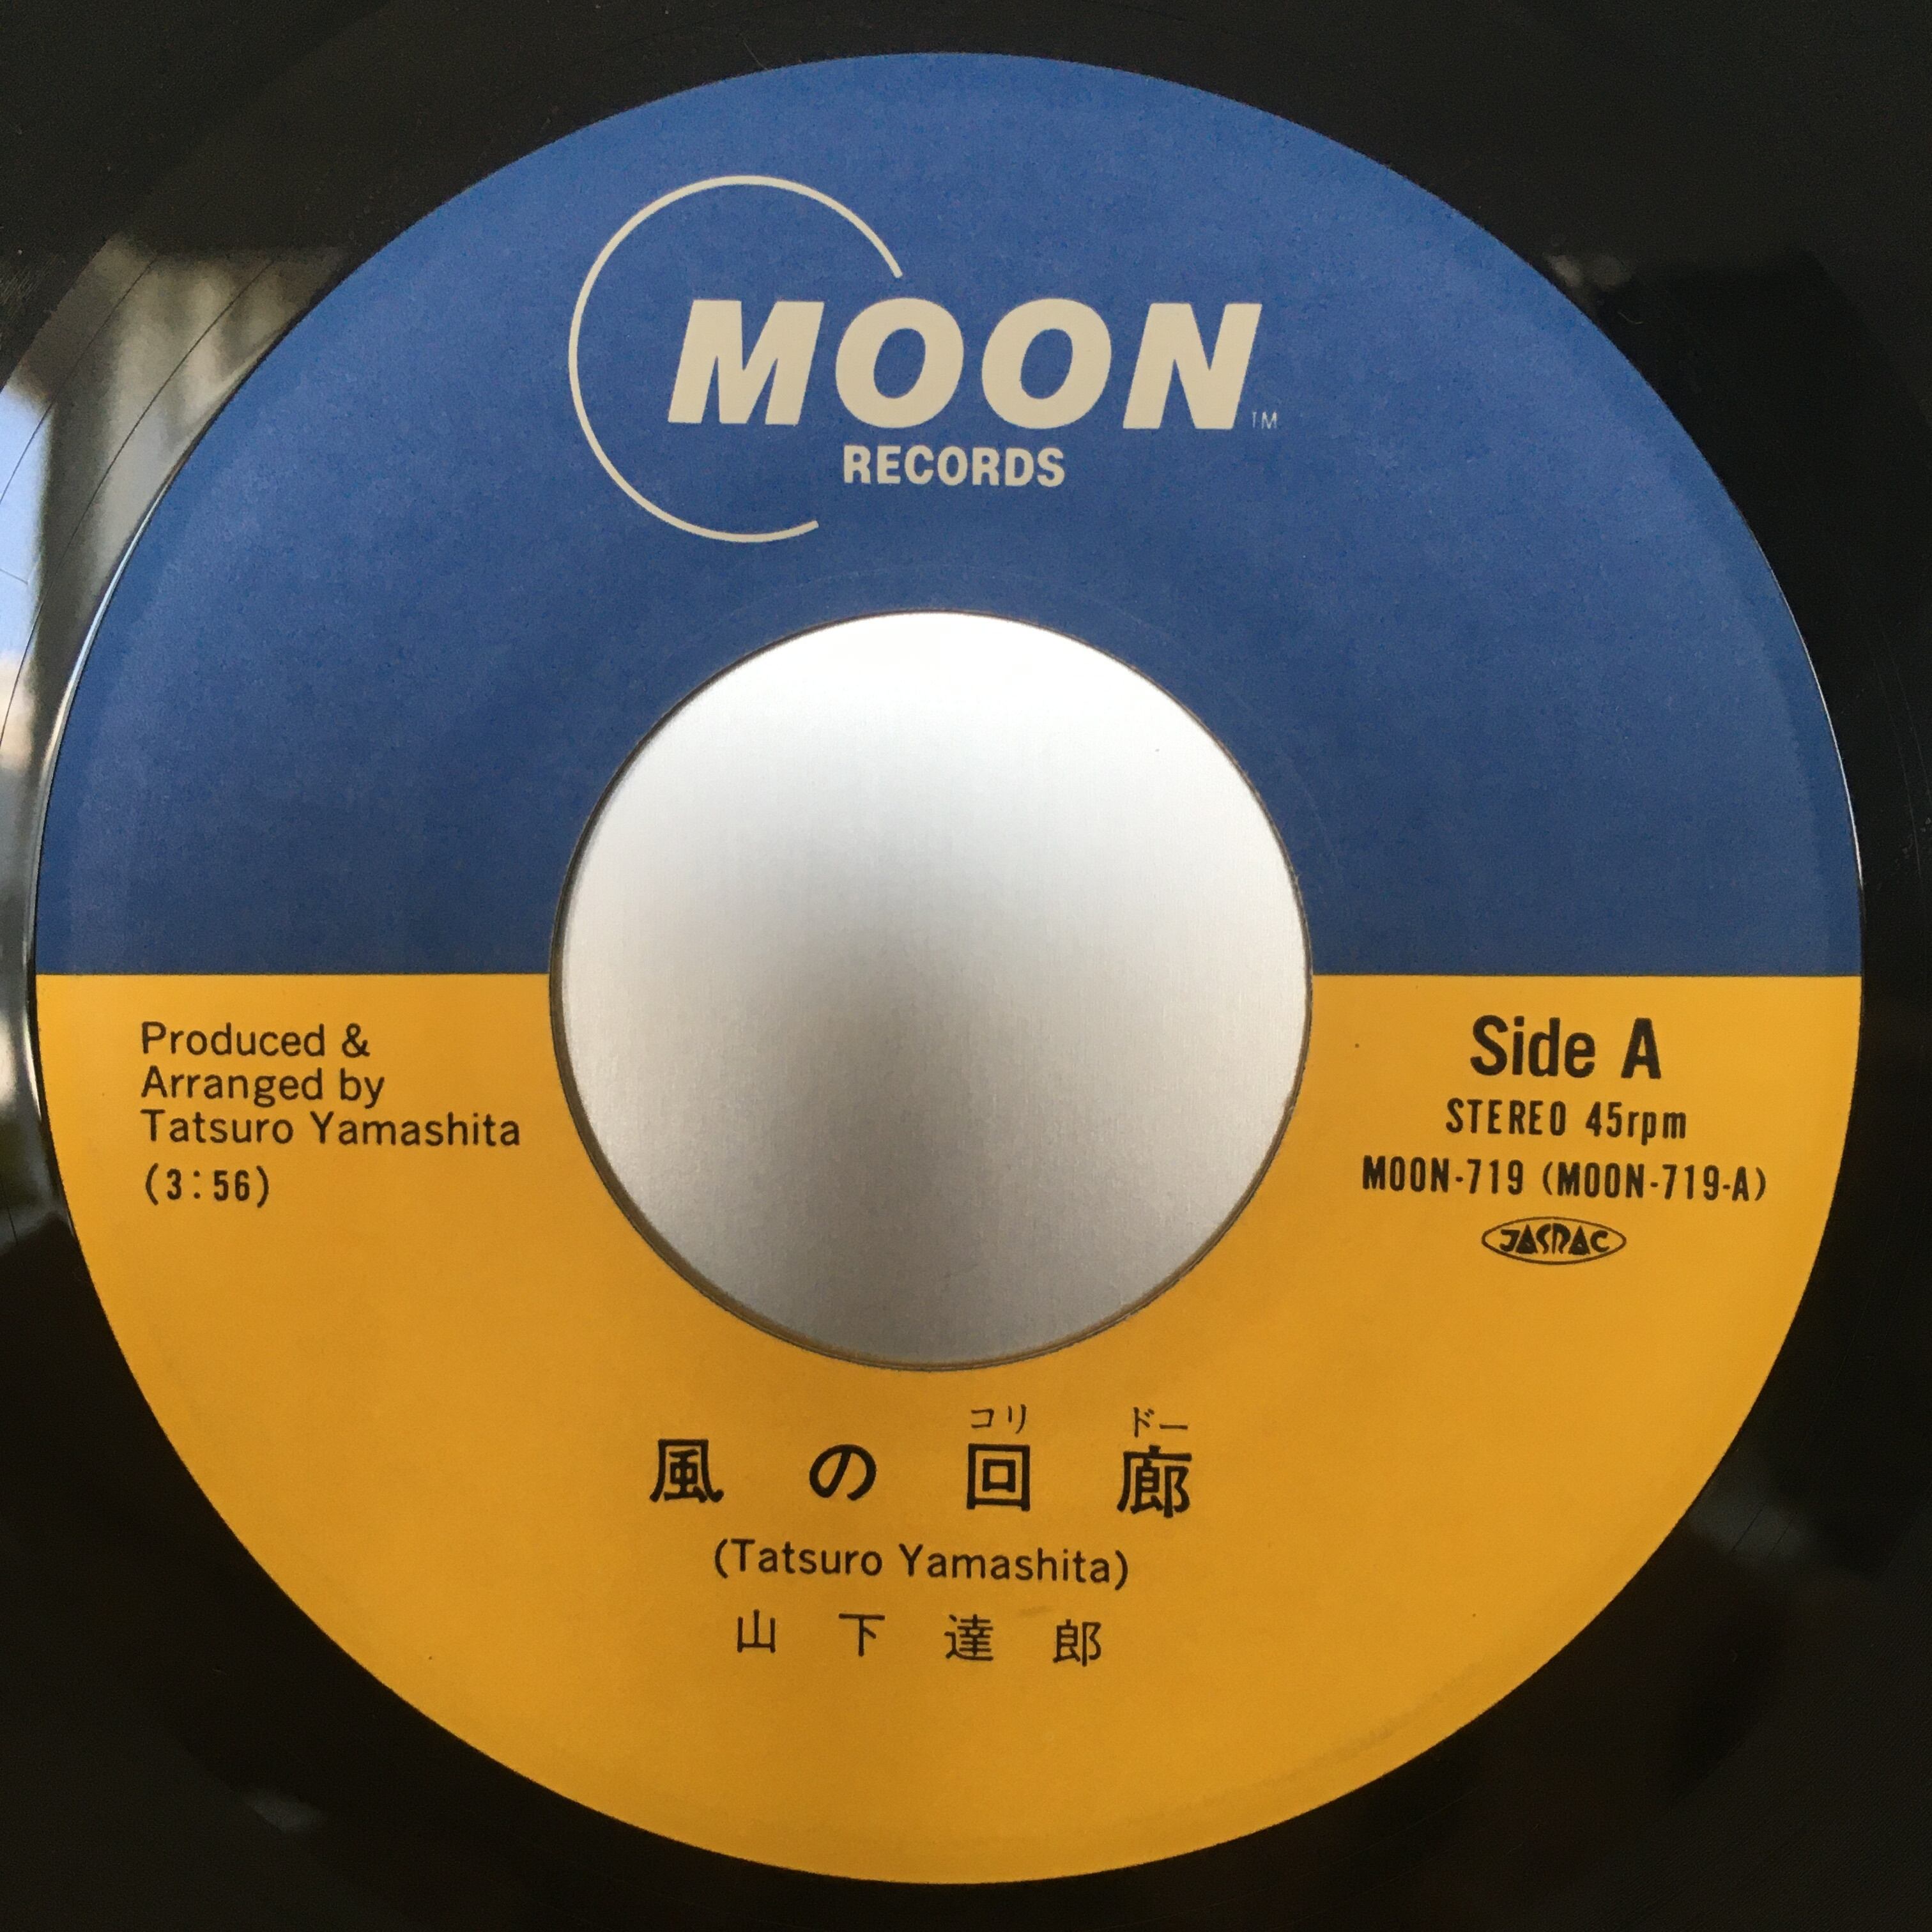 MOON
TM
RECORDS
Produced &
Arranged by
Tatsuro Yamashita
(3:56)
Side A
STEREO 45rpm
MOON-719 (MOON-719-A)
JASRAC
コリ ドー
風の回廊
(Tatsuro Yamashita)
山下達郎